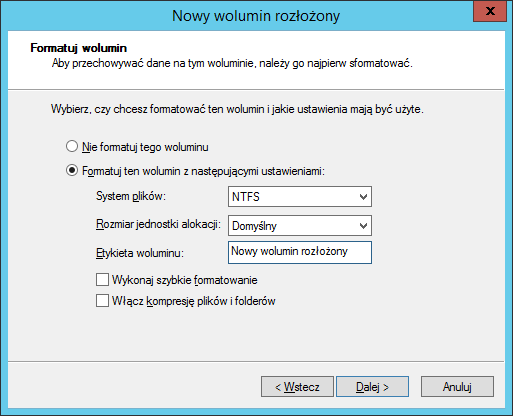 Nowy wolumin rozłożony
x
Formatuj wolumin
Aby przechowywać dane na tym woluminie, należy go najpierw sformatować.
Wybierz, czy chcesz formatować ten wolumin i jakie ustawienia mają być użyte.
Nie formatuj tego woluminu
Formatuj ten wolumin z następującymi ustawieniami:
System plików: NTFS
Rozmiar jednostki alokacji: Domyślny
Etykieta woluminu: Nowy wolumin rozłożony
Wykonaj szybkie formatowanie
Włącz kompresję plików i folderów
< Wstecz Dalej > Anuluj